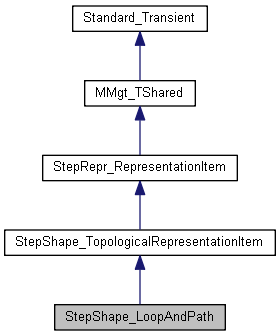 Standard_Transient
MMgt_TShared
StepRepr_RepresentationItem
StepShape_TopologicalRepresentationItem
StepShape_LoopAndPath